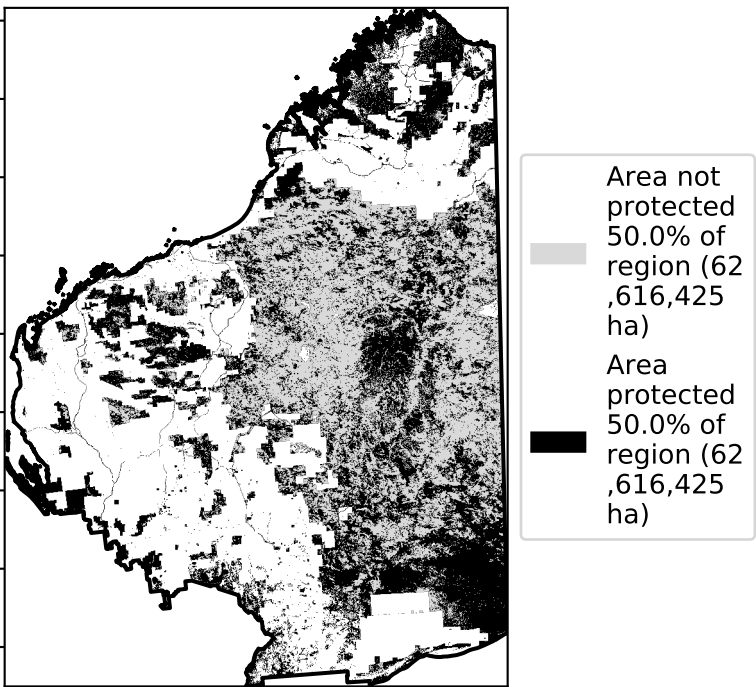 Area not
protected
50.0% of
region (62
,616,425
ha)
Area
protected
50.0% of
region (62
,616,425
ha)